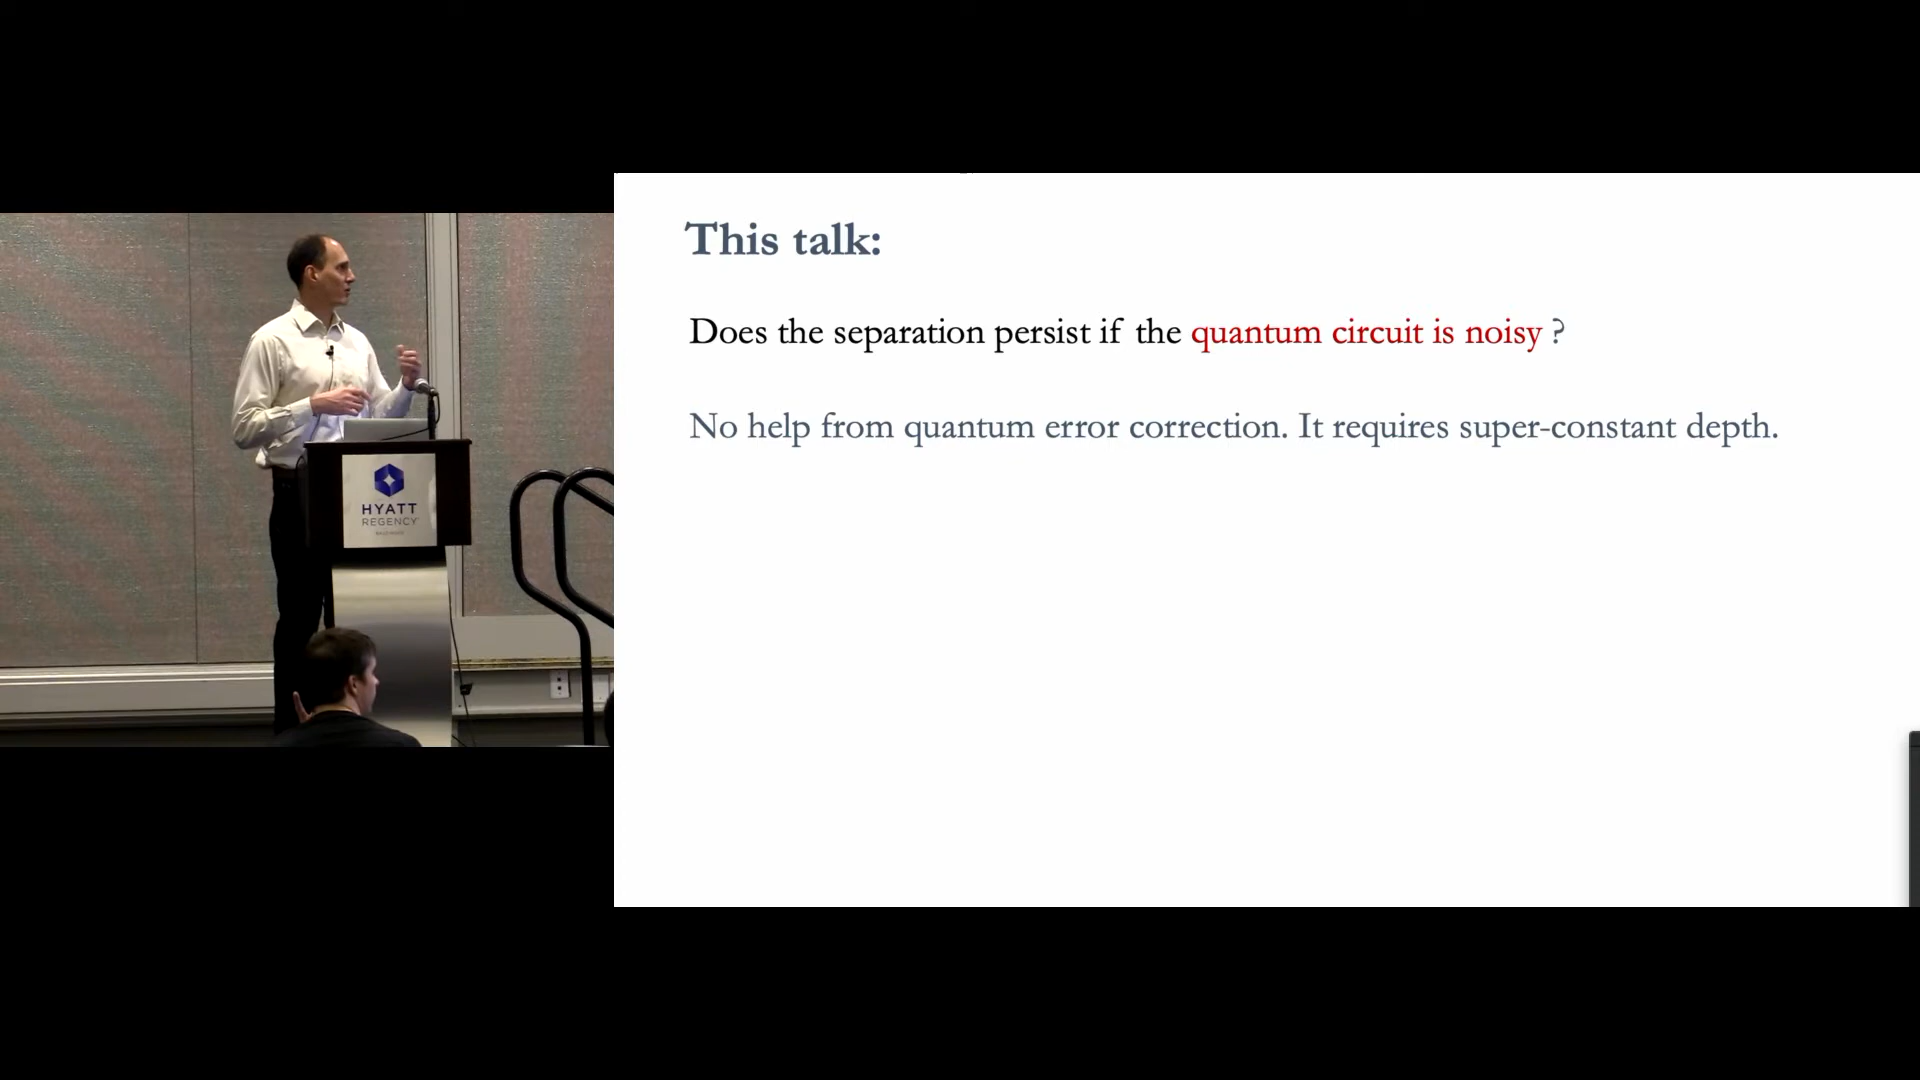 This talk:
Does the separation persist if the quantum circuit is noisy ?
No help from quantum error correction. It requires super-constant depth.
HYATT
REGENCY